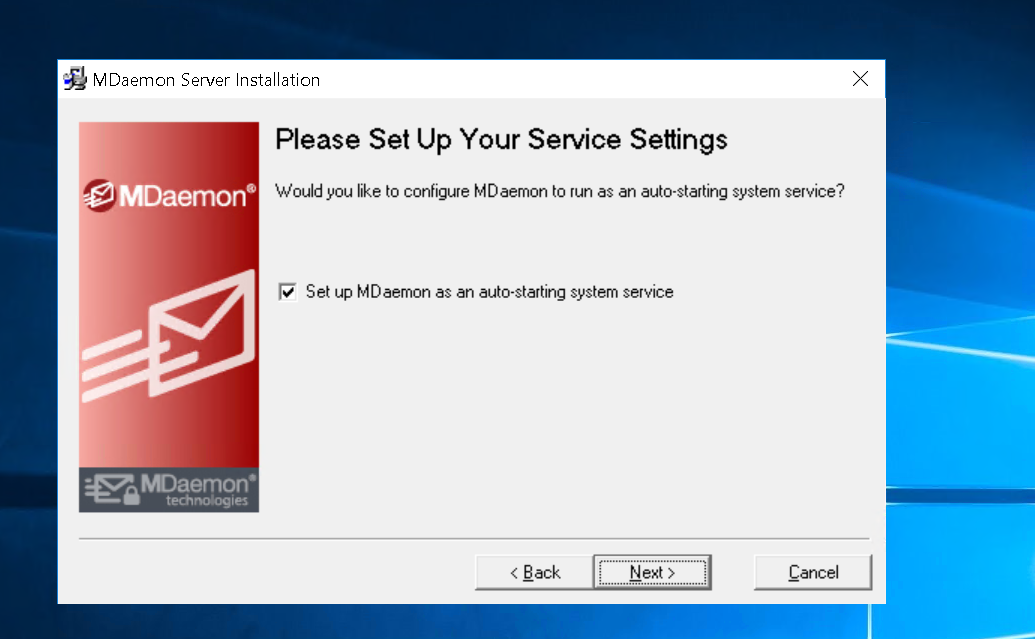 MDaemon Server Installation
Please Set Up Your Service Settings
MDaemon®
Would you like to configure MDaemon to run as an auto-starting system service?
Set up MDaemon as an auto-starting system service
MDaemon®
technologies
< Back
Next >
Cancel